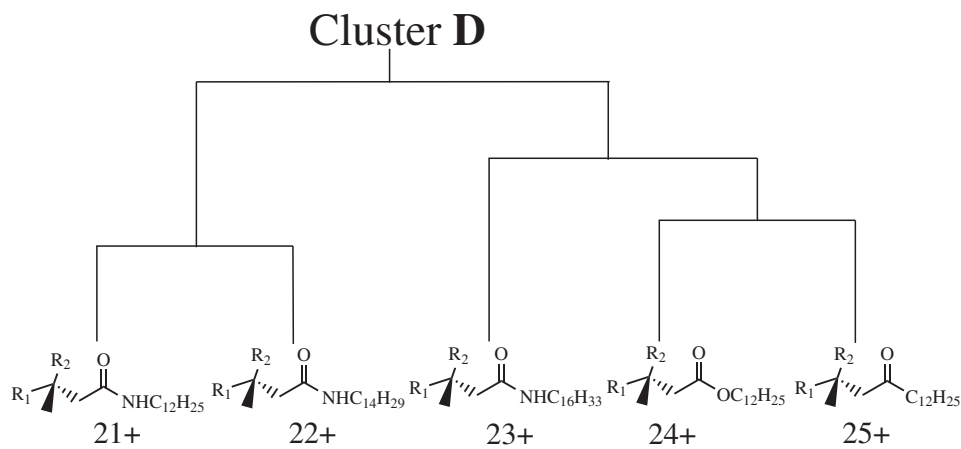 Cluster D
O O O O O
R2 R2 R2 R2 R2
R1 R1 R1 R1 R1
NHC12H25 NHC14H29 NHC16H33 OC12H25 C12H25
21+ 22+ 23+ 24+ 25+